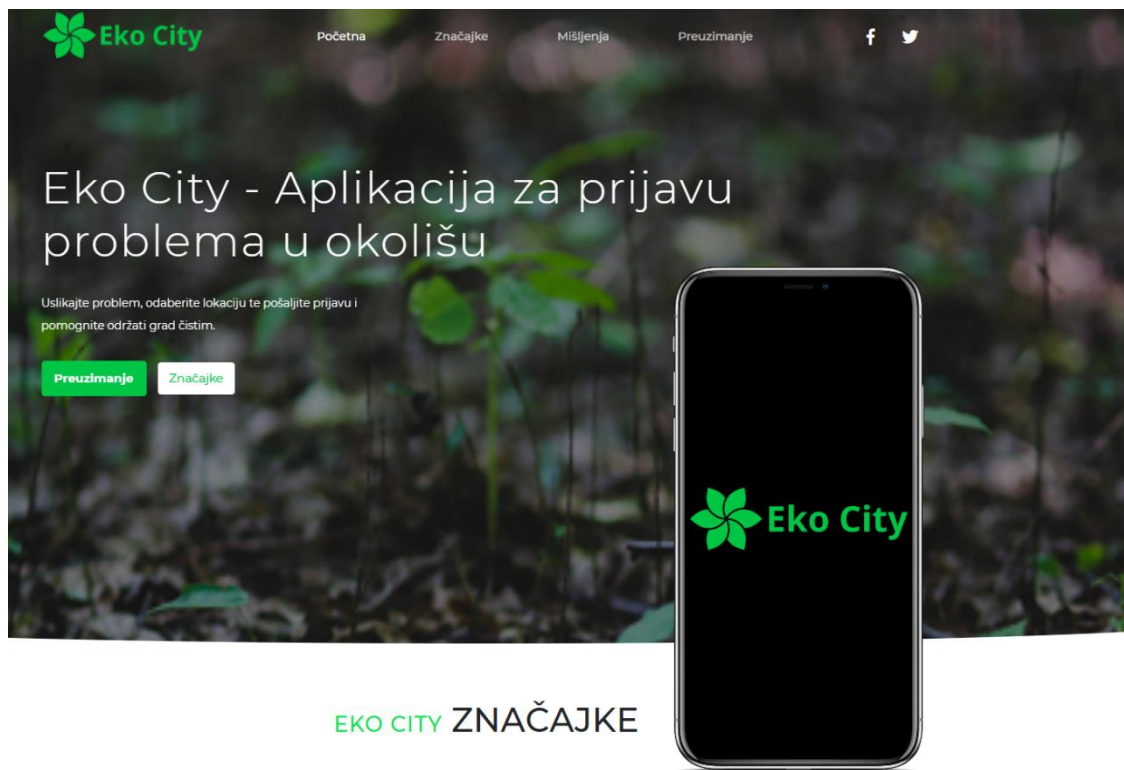 Eko City
Početna Značajke Mišljenja Preuzimanje
Eko City - Aplikacija za prijavu
problema u okolišu
Uslikajte problem, odaberite lokaciju te pošaljite prijavu i
pomognite održati grad čistim.
Preuzimanje Značajke
Eko City
EKO CITY ZNAČAJKE